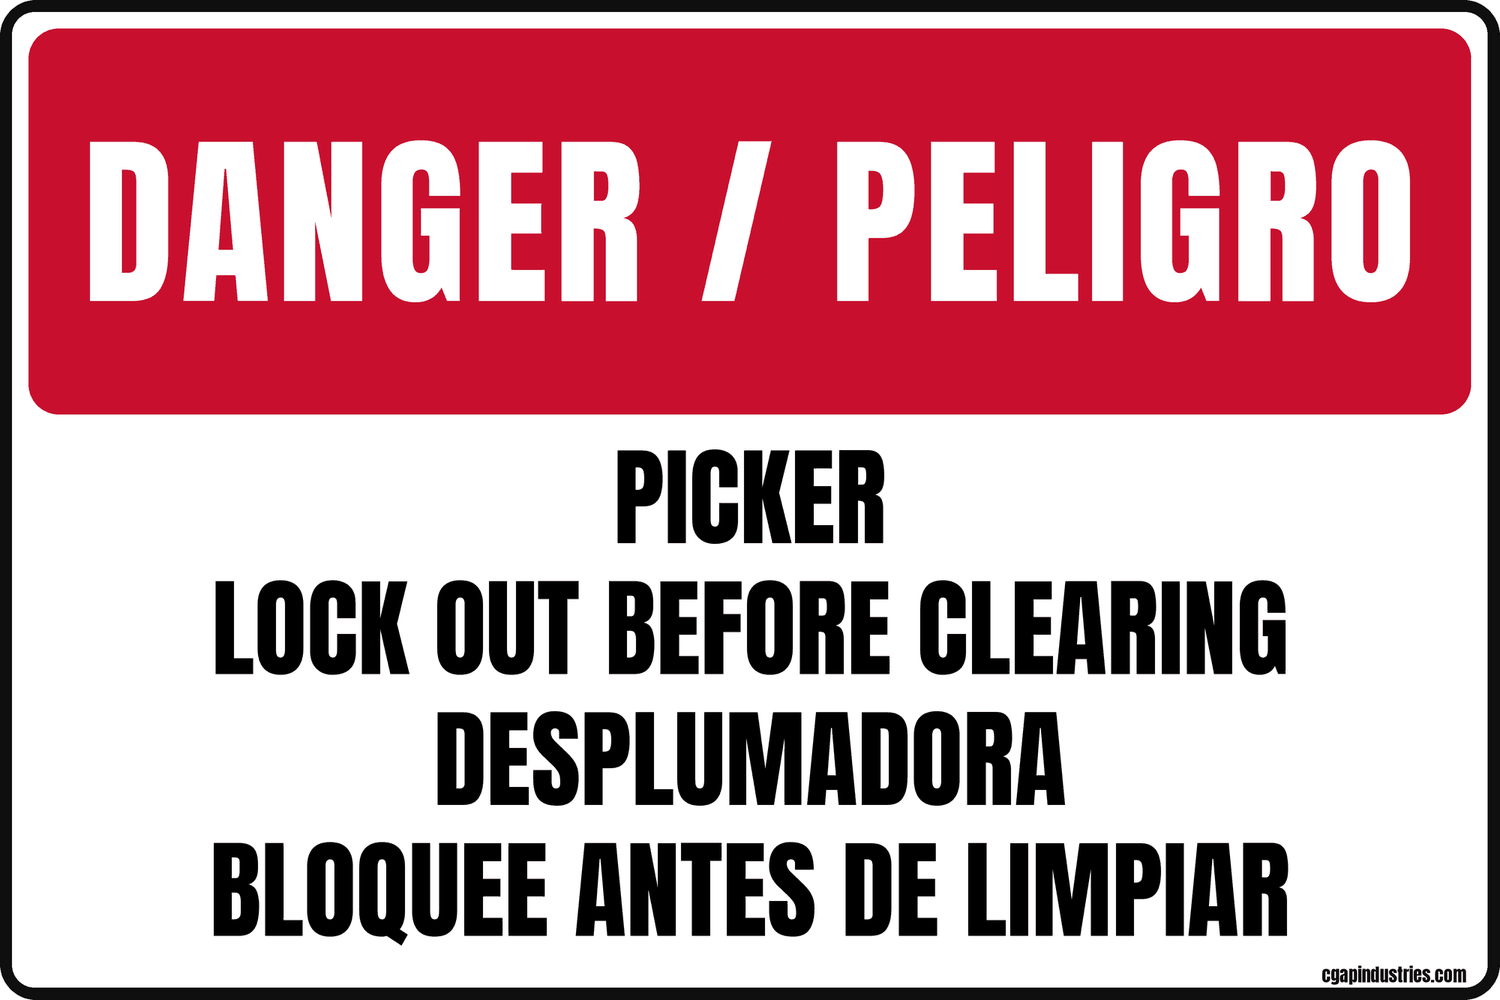 DANGER / PELIGRO
PICKER
LOCK OUT BEFORE CLEARING
DESPLUMADORA
BLOQUEE ANTES DE LIMPIAR
cgapindustries.com